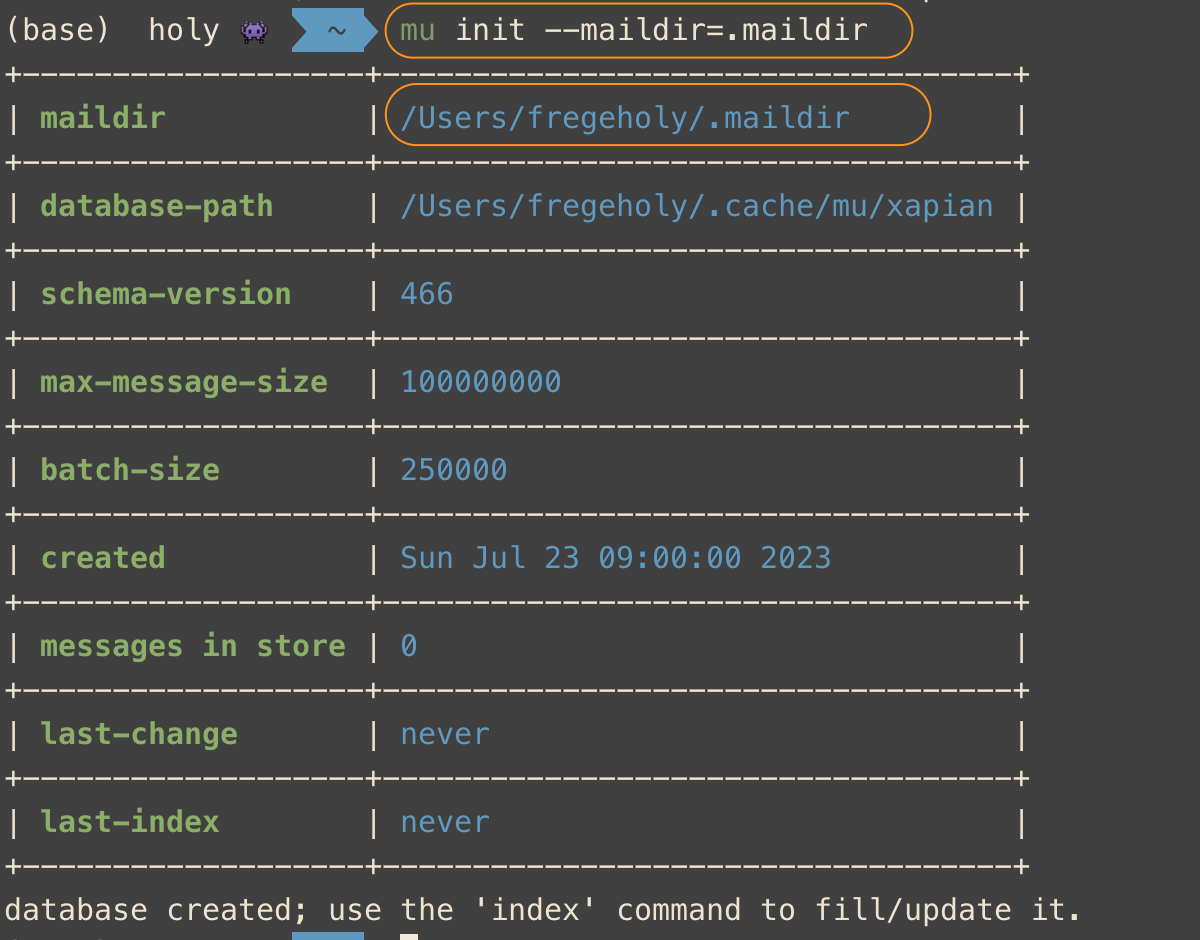 (base) holy 👾 ~ mu init --maildir=.maildir
+-------------------+-----------------------------------+
| maildir | /Users/fregeholy/.maildir |
+-------------------+-----------------------------------+
| database-path | /Users/fregeholy/.cache/mu/xapian |
+-------------------+-----------------------------------+
| schema-version | 466 |
+-------------------+-----------------------------------+
| max-message-size | 100000000 |
+-------------------+-----------------------------------+
| batch-size | 250000 |
+-------------------+-----------------------------------+
| created | Sun Jul 23 09:00:00 2023 |
+-------------------+-----------------------------------+
| messages in store | 0 |
+-------------------+-----------------------------------+
| last-change | never |
+-------------------+-----------------------------------+
| last-index | never |
+-------------------+-----------------------------------+
database created; use the 'index' command to fill/update it.